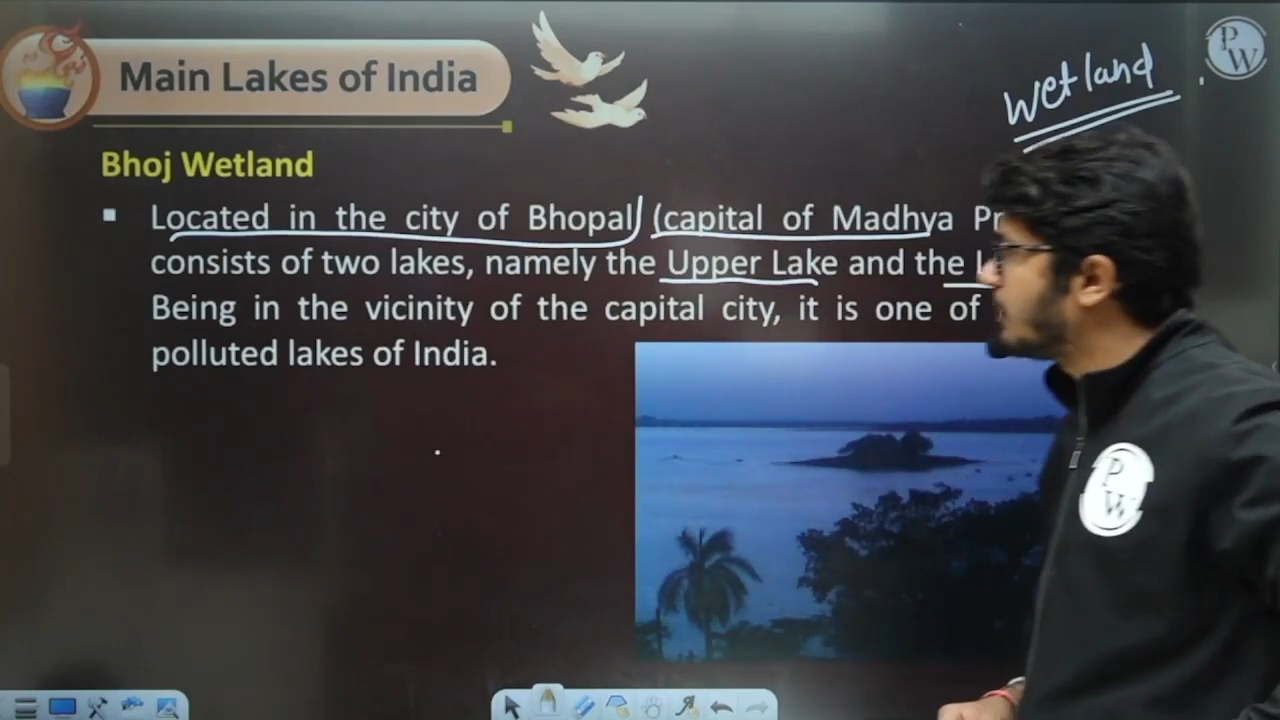 Main Lakes of India
wetland
PW
Bhoj Wetland
▪ Located in the city of Bhopal (capital of Madhya
consists of two lakes, namely the Upper Lake and the
Being in the vicinity of the capital city, it is one of
polluted lakes of India.
PW